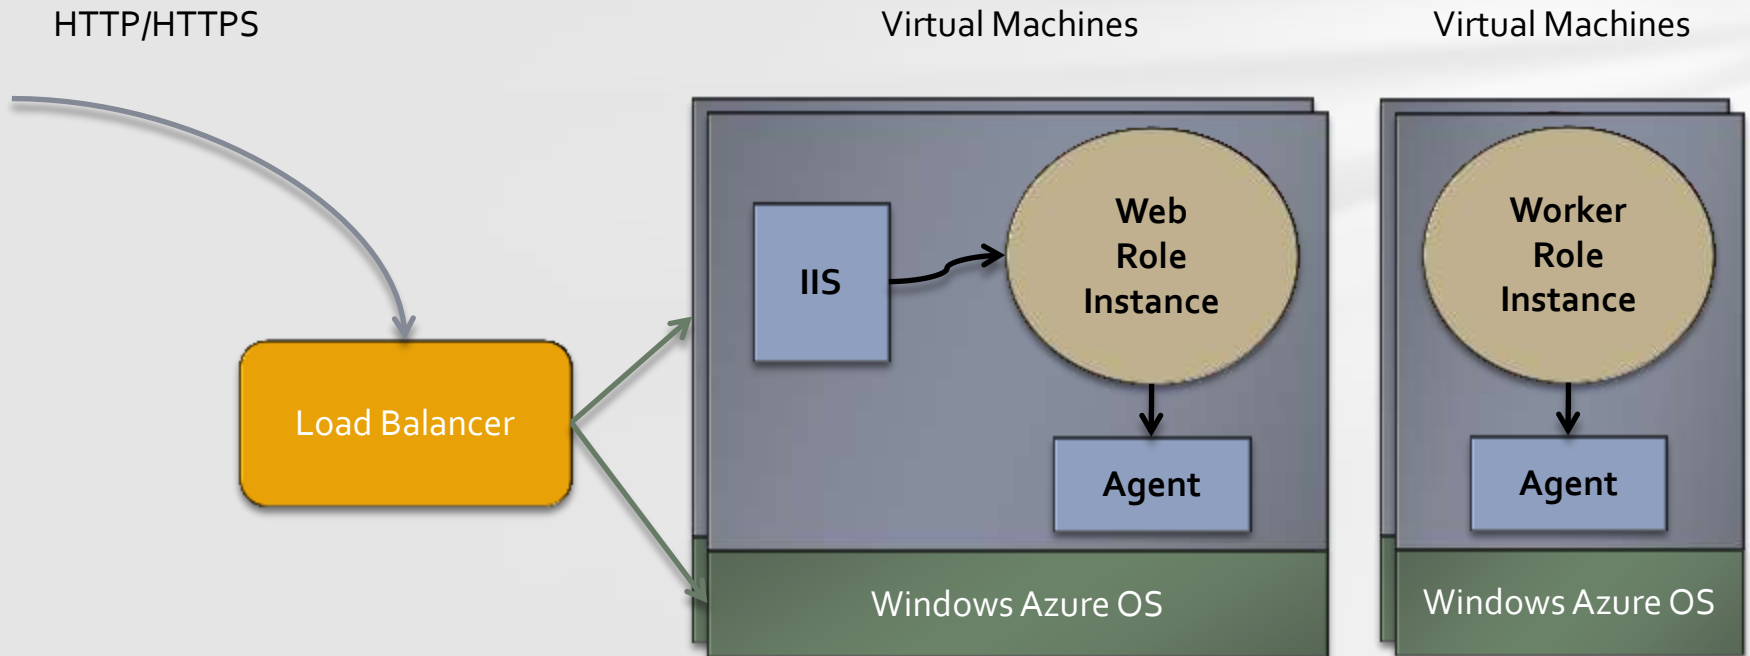 HTTP/HTTPS
Virtual Machines
Virtual Machines
Web
Role
Instance
Worker
Role
Instance
IIS
Load Balancer
Agent
Agent
Windows Azure OS
Windows Azure OS